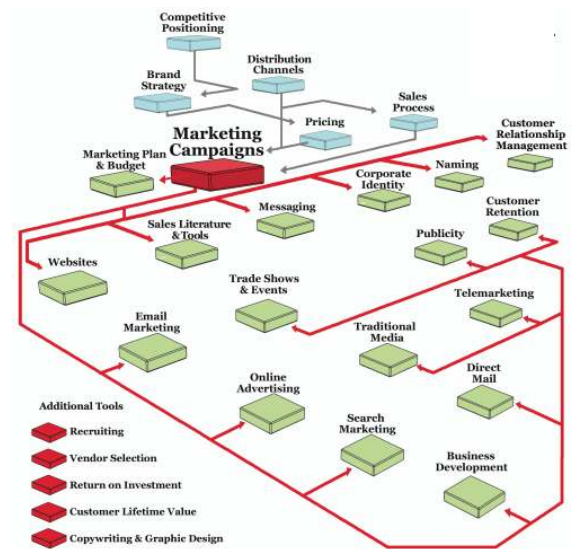 Competitive
Positioning
Distribution
Channels
Brand
Strategy
Sales
Process
Pricing
Marketing
Campaigns
Customer
Relationship
Management
Marketing Plan
& Budget
Corporate
Identity
Naming
Customer
Retention
Messaging
Sales Literature
&Tools
Publicity
Websites
Trade Shows
& Events
Telemarketing
Email
Marketing
Traditional
Media
Direct
Mail
Online
Advertising
Search
Marketing
Business
Development
Additional Tools
Recruiting
Vendor Selection
Return on Investment
Customer Lifetime Value
Copywriting & Graphic Design